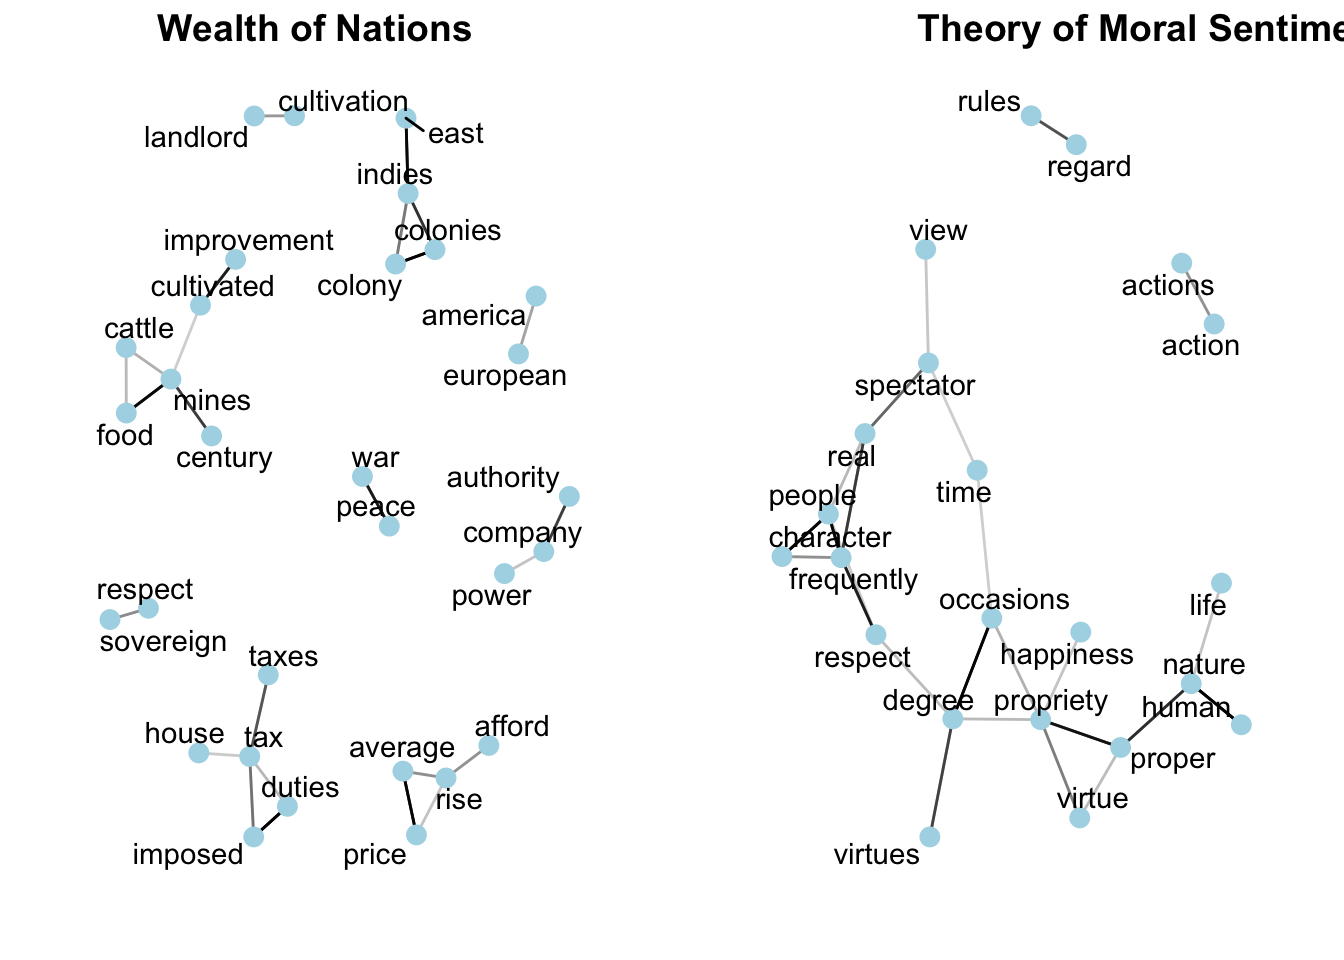 Wealth of Nations
cultivation
landlord
east
indies
improvement
colonies
cultivated
colony
america
cattle
european
mines
food
century
war
authority
peace
company
power
respect
sovereign
taxes
house
tax
afford
average
duties
rise
imposed
price
Theory of Moral Sentime
rules
regard
view
actions
action
spectator
real
people
time
character
frequently
occasions
life
respect
happiness
nature
degree
propriety
human
proper
virtue
virtues